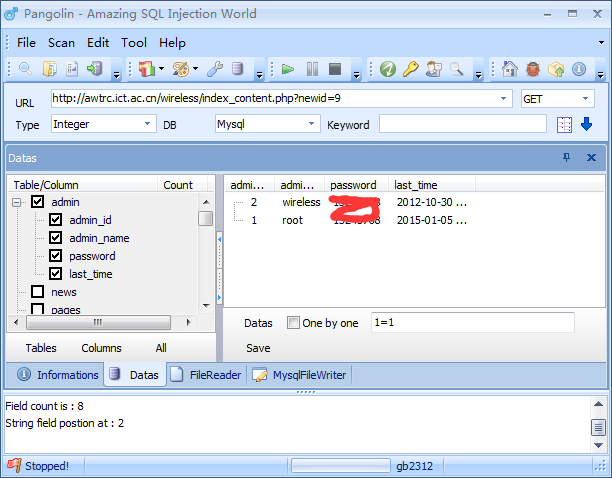 Pangolin - Amazing SQL Injection World
File Scan Edit Tool Help
URL http://awtrc.ict.ac.cn/wireless/index_content.php?newid=9 GET
Type Integer DB Mysql Keyword
Datas
Table/Column Count
admin
admin_id
admin_name
password
last_time
news
pages
admi... admi... password last_time
2 wireless 2012-10-30 ...
1 root 2015-01-05 ...
Datas One by one 1=1
Tables Columns All Save
Informations Datas FileReader MysqlFileWriter
Field count is : 8
String field postion at : 2
Stopped! gb2312